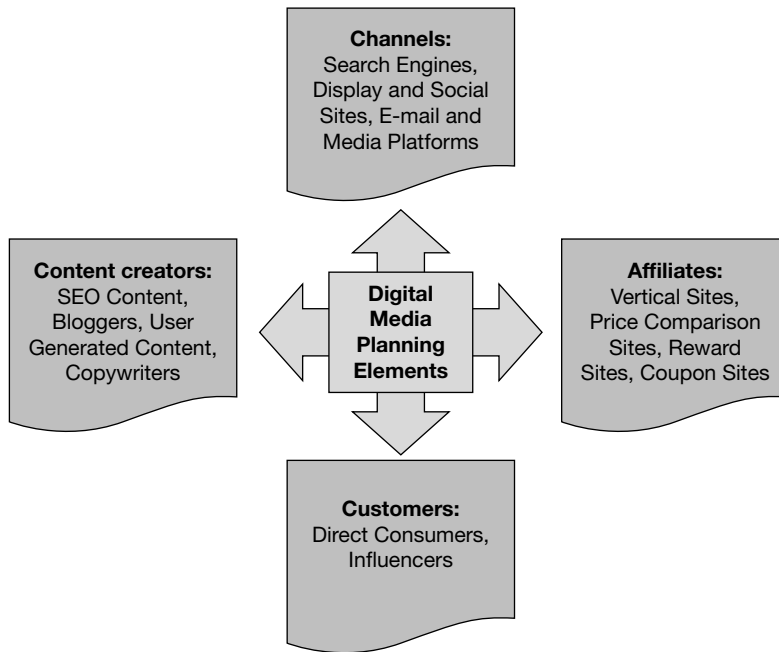 Channels:
Search Engines,
Display and Social
Sites, E-mail and
Media Platforms
Content creators:
SEO Content,
Bloggers, User
Generated Content,
Copywriters
Digital
Media
Planning
Elements
Affiliates:
Vertical Sites,
Price Comparison
Sites, Reward
Sites, Coupon Sites
Customers:
Direct Consumers,
Influencers